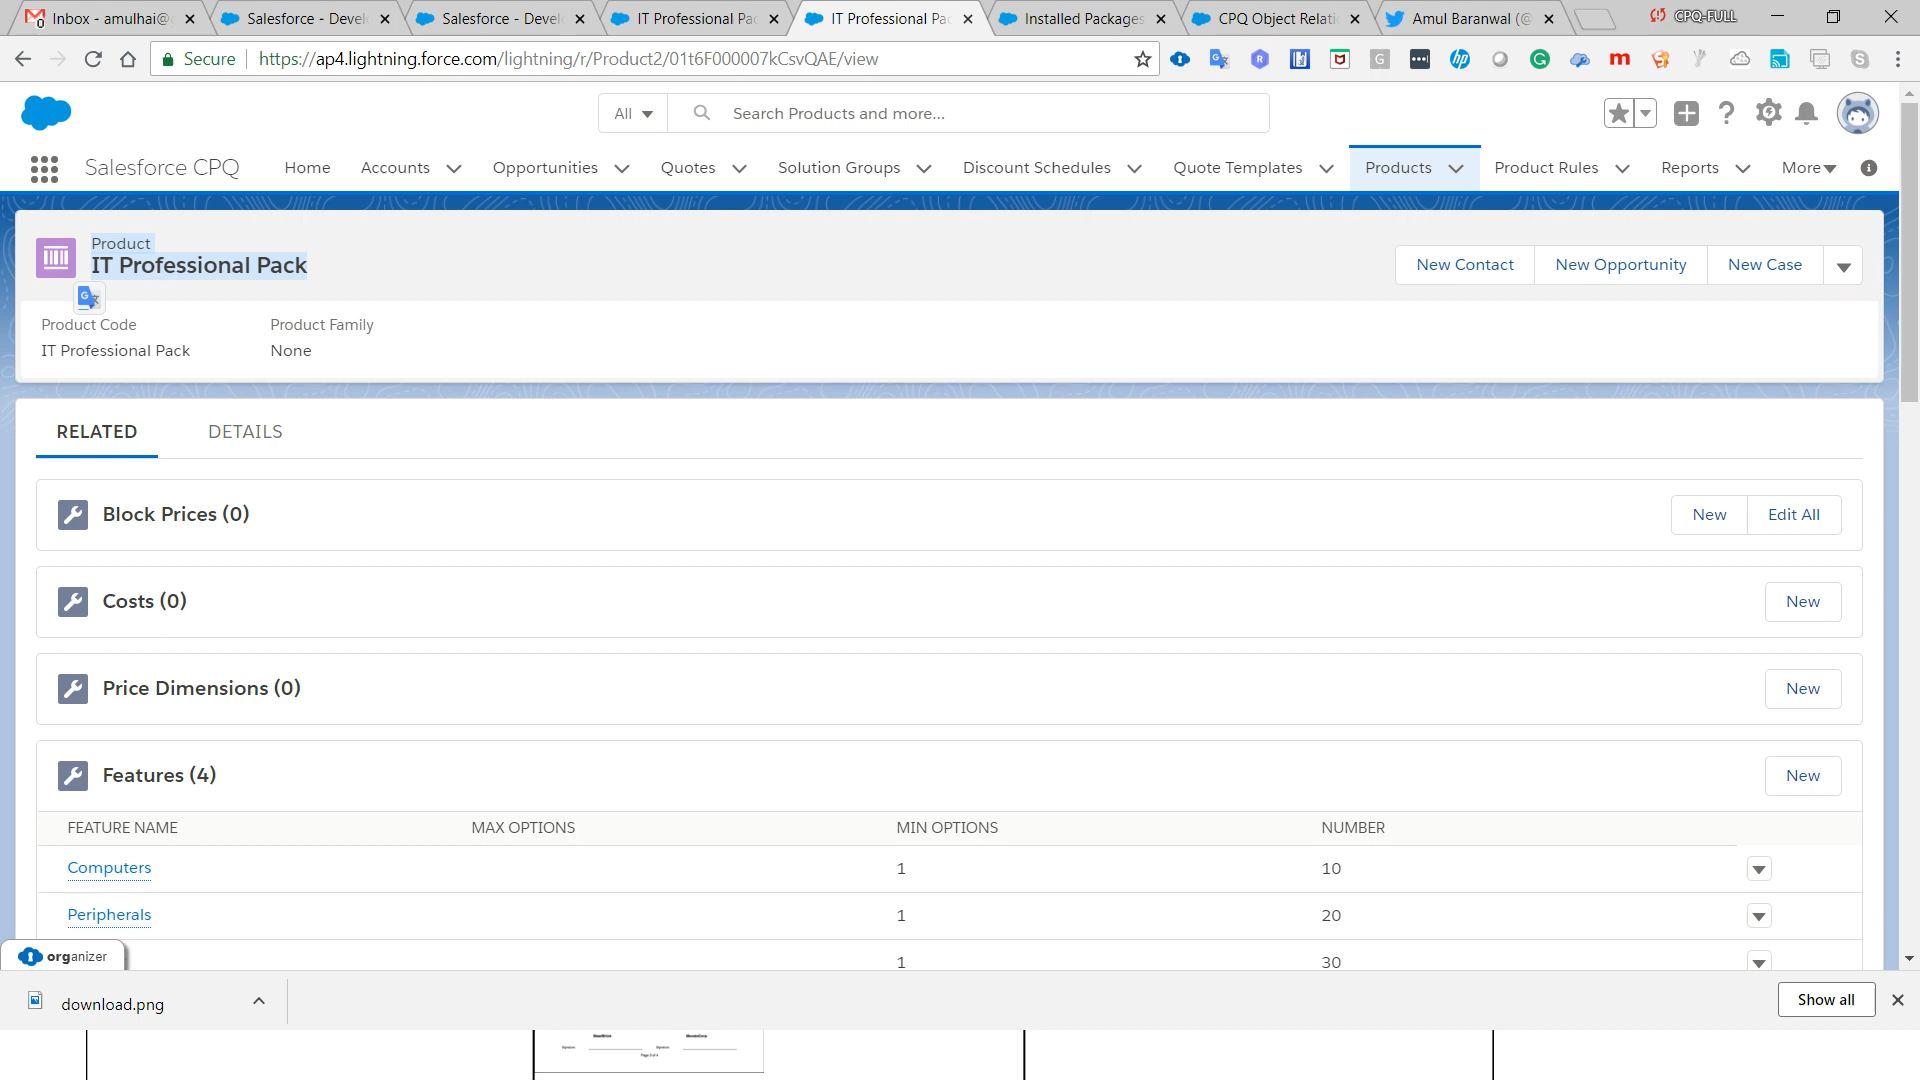 Inbox - amulhai@
Salesforce - Devel
Salesforce - Devel
IT Professional Pac
IT Professional Pac
Installed Packages
CPQ Object Relati
Amul Baranwal (@
CPQ-FULL
Secure
https://ap4.lightning.force.com/lightning/r/Product2/01t6F000007kCsvQAE/view
All
Search Products and more...
Salesforce CPQ
Home
Accounts
Opportunities
Quotes
Solution Groups
Discount Schedules
Quote Templates
Products
Product Rules
Reports
More
Product
IT Professional Pack
New Contact
New Opportunity
New Case
Product Code
Product Family
IT Professional Pack
None
RELATED
DETAILS
Block Prices (0)
New
Edit All
Costs (0)
New
Price Dimensions (0)
New
Features (4)
New
FEATURE NAME
MAX OPTIONS
MIN OPTIONS
NUMBER
Computers
1
10
Peripherals
1
20
1
30
organizer
download.png
Show all